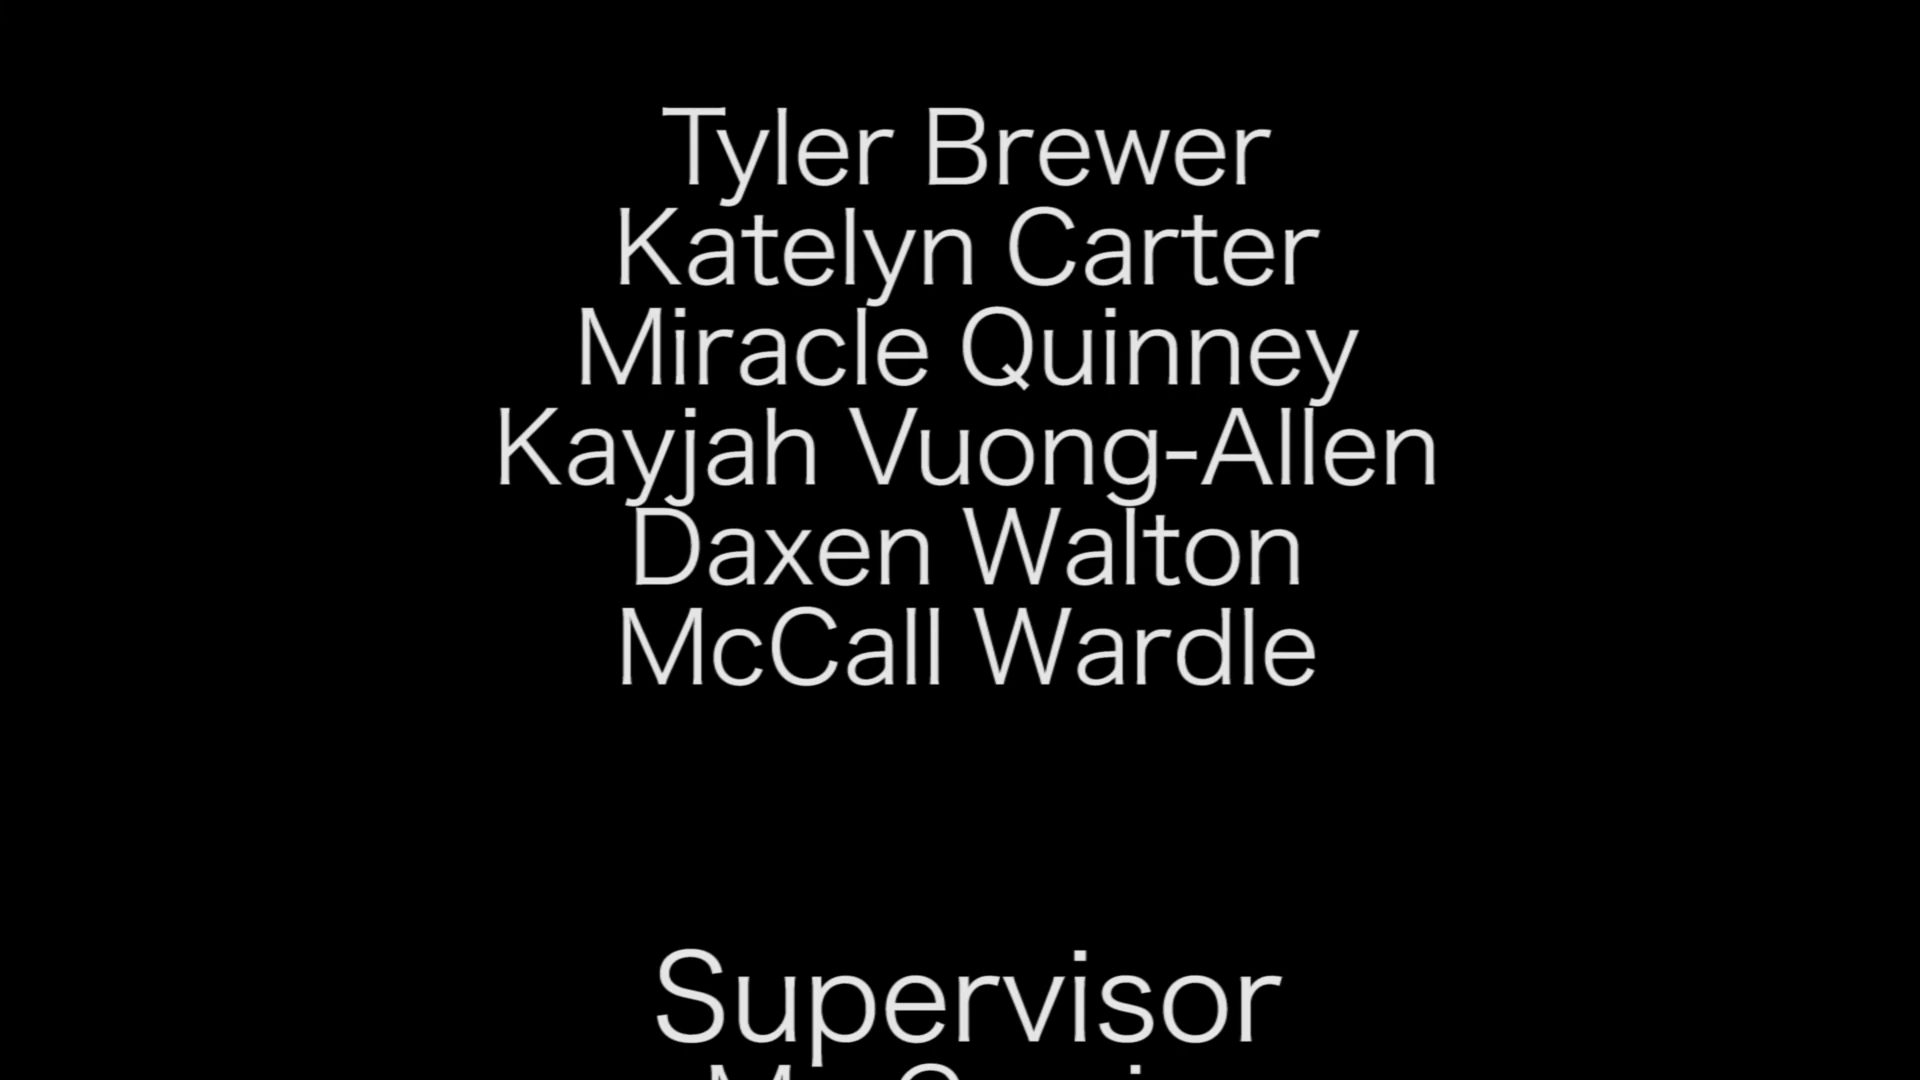 Tyler Brewer
Katelyn Carter
Miracle Quinney
Kayjah Vuong-Allen
Daxen Walton
McCall Wardle
Supervisor